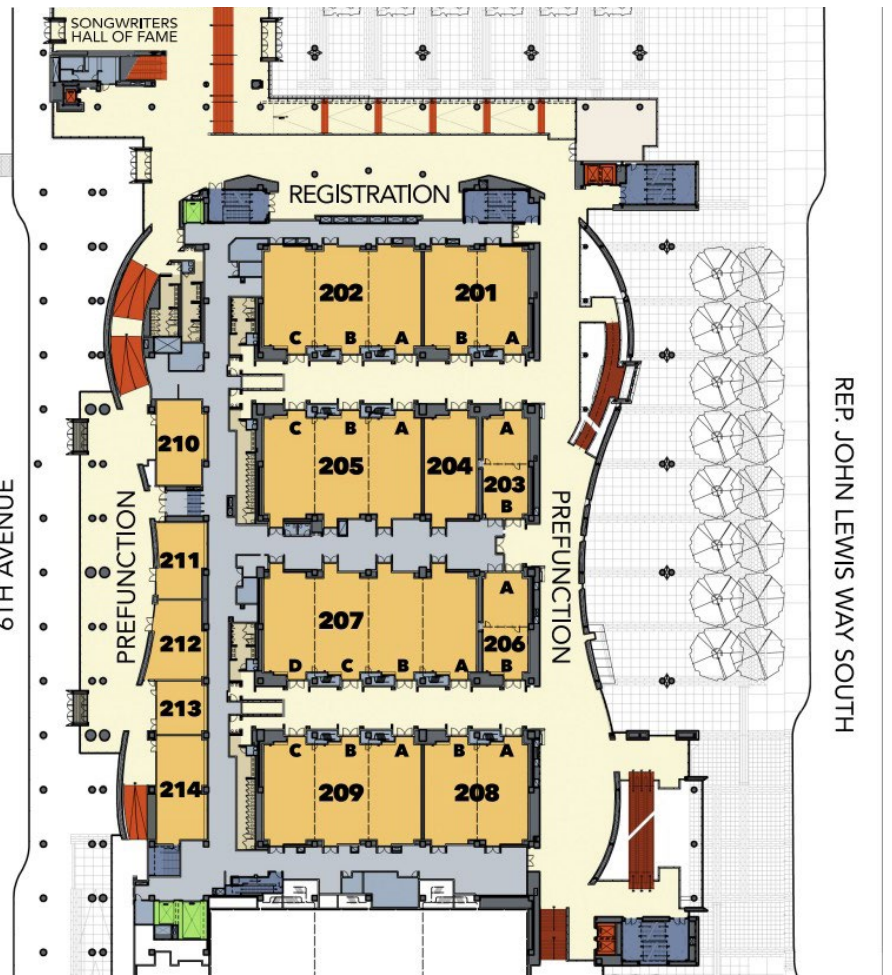 SONGWRITERS
HALL OF FAME
REGISTRATION
202
201
C
B
A
B
A
210
C
B
A
A
205
204
203
B
6TH AVENUE
PREFUNCTION
PREFUNCTION
REP. JOHN LEWIS WAY SOUTH
211
A
207
212
206
D
C
B
A
B
213
C
B
A
B
A
214
209
208